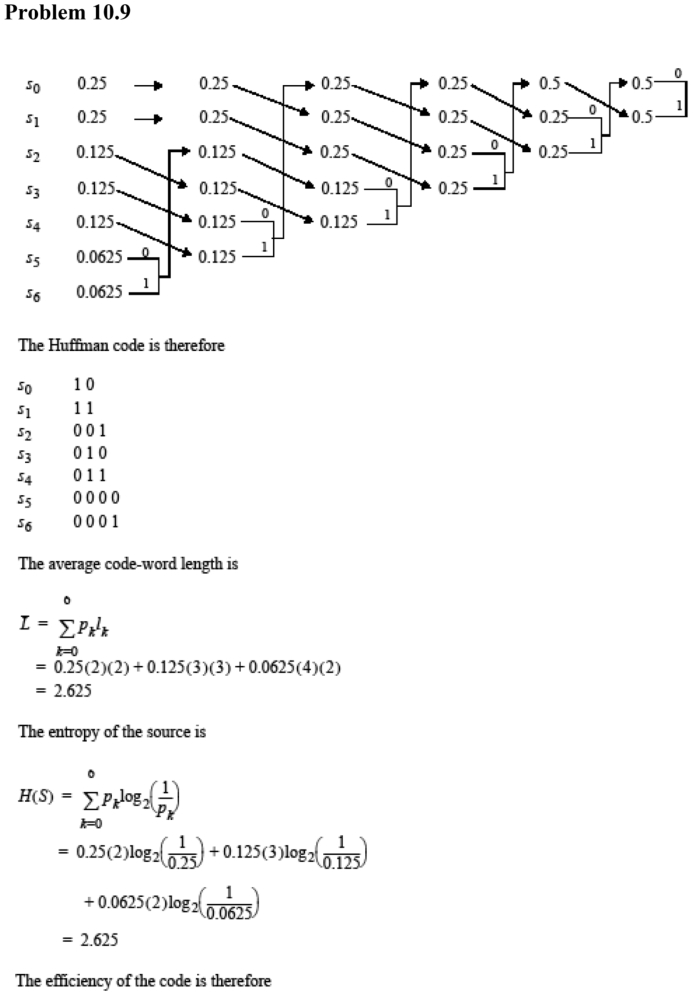 Problem 10.9
s0 0.25 0.25 0.25 0.25 0.5 0.5 0
s1 0.25 0.25 0.25 0.25 0.25 0 0.5 1
s2 0.125 0.125 0.25 0.25 0 0.25 1
s3 0.125 0.125 0.125 0 0.25 1
s4 0.125 0.125 0 0.125 1
s5 0.0625 0 0.125 1
s6 0.0625 1
The Huffman code is therefore
s0 1 0
s1 1 1
s2 0 0 1
s3 0 1 0
s4 0 1 1
s5 0 0 0 0
s6 0 0 0 1
The average code-word length is
L = 0 ∑ k=0 pklk
= 0.25(2)(2) + 0.125(3)(3) + 0.0625(4)(2)
= 2.625
The entropy of the source is
H(S) = 0 ∑ k=0 pklog2(1/pk)
= 0.25(2)log2(1/0.25) + 0.125(3)log2(1/0.125)
+ 0.0625(2)log2(1/0.0625)
= 2.625
The efficiency of the code is therefore